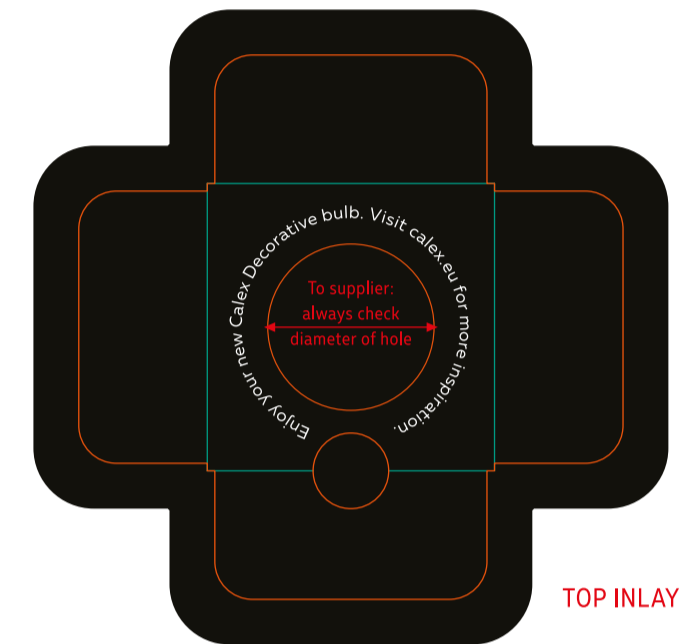 Enjoy your new Calex Decorative bulb. Visit calex.eu for more inspiration.
To supplier:
always check
diameter of hole
TOP INLAY